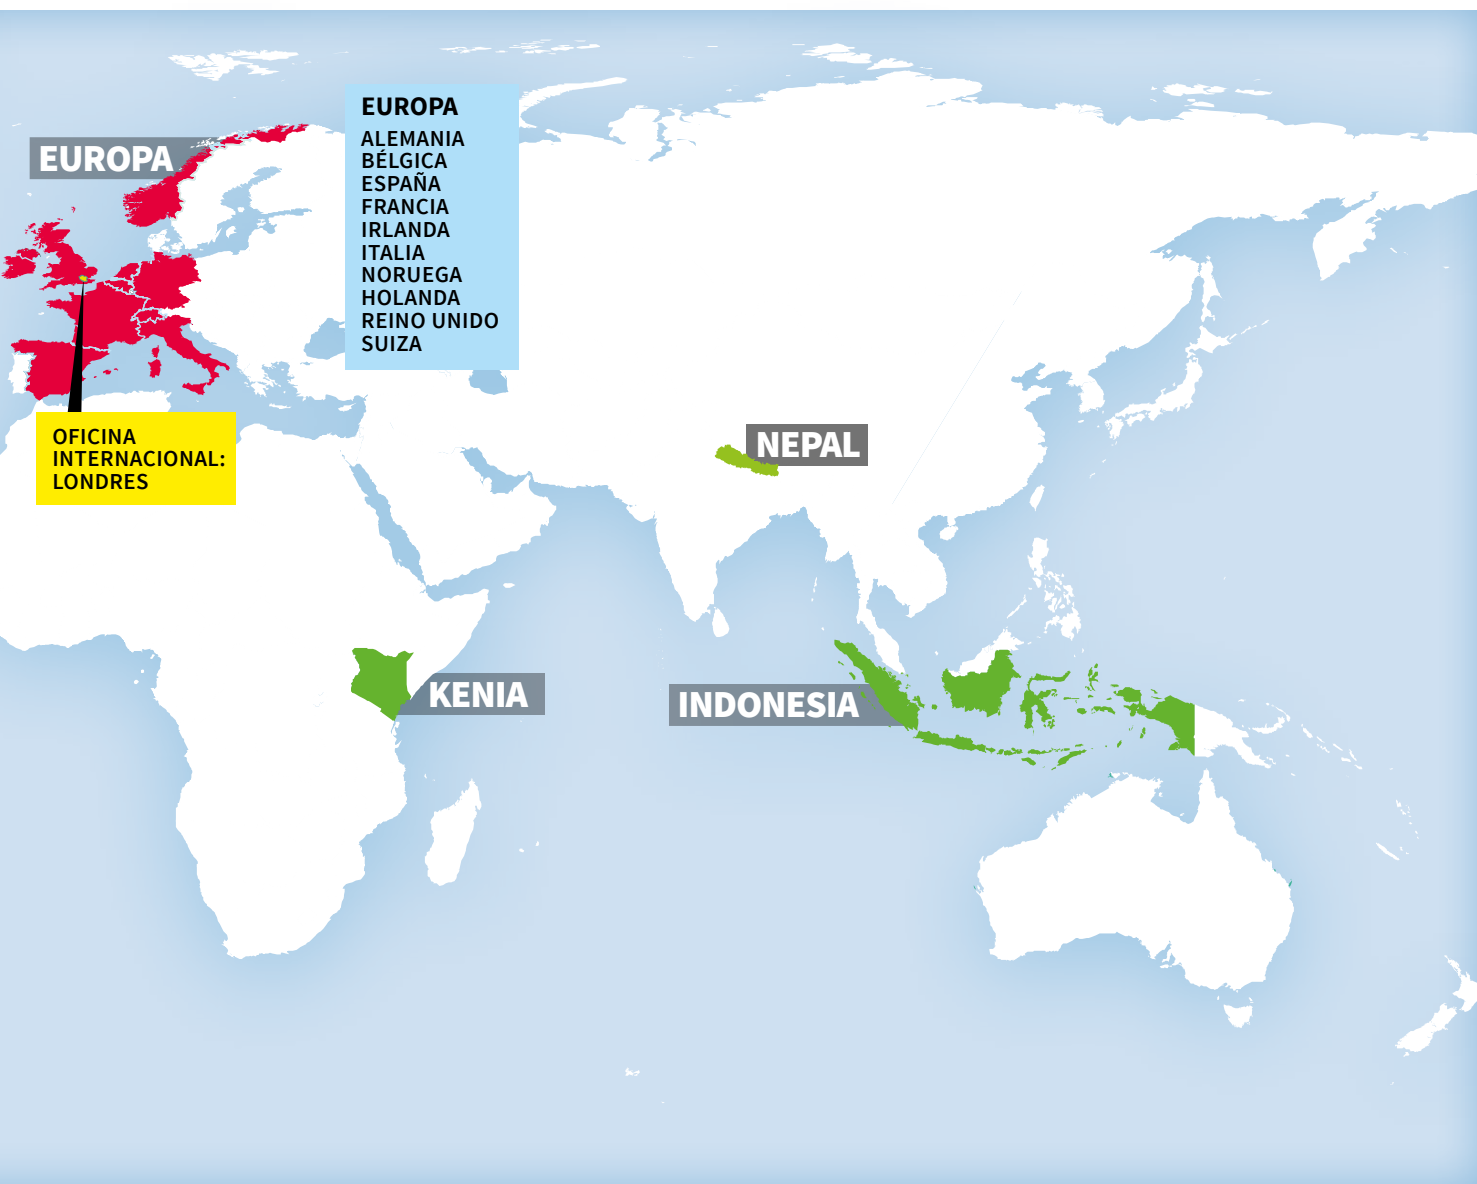 EUROPA
EUROPA
ALEMANIA
BÉLGICA
ESPAÑA
FRANCIA
IRLANDA
ITALIA
NORUEGA
HOLANDA
REINO UNIDO
SUIZA
OFICINA
INTERNACIONAL:
LONDRES
NEPAL
KENIA
INDONESIA